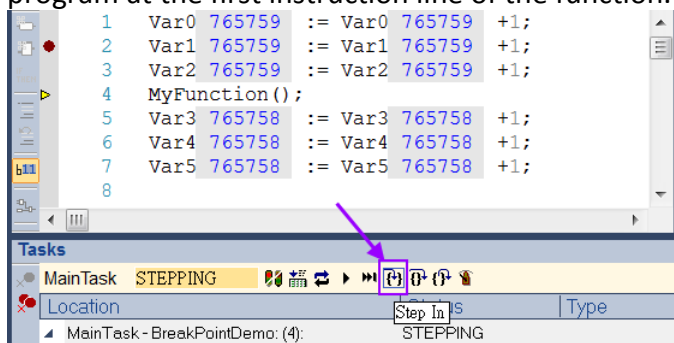 program at the first instruction line of the function.
1 Var0 765759 := Var0 765759 +1;
2 Var1 765759 := Var1 765759 +1;
3 Var2 765759 := Var2 765759 +1;
4 MyFunction();
5 Var3 765758 := Var3 765758 +1;
6 Var4 765758 := Var4 765758 +1;
7 Var5 765758 := Var5 765758 +1;
8
b11
Tasks
MainTask STEPPING
Location Type
Step In
MainTask - BreakPointDemo: (4): STEPPING